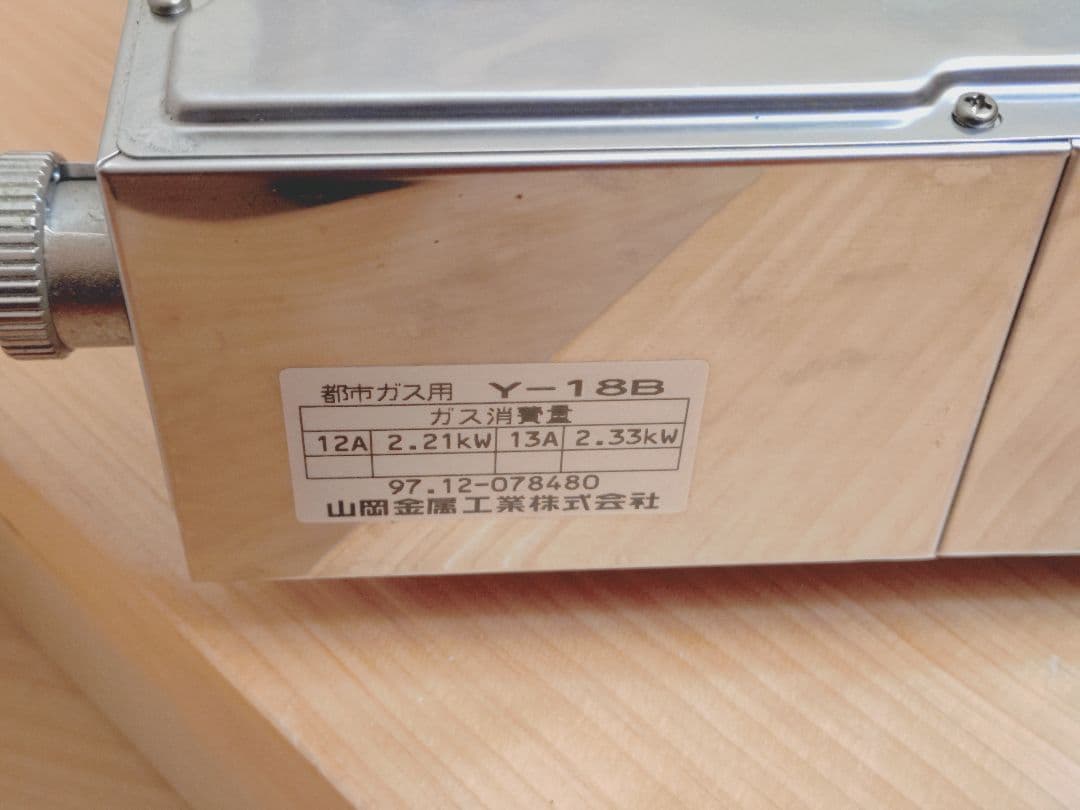 都市ガス用 Y-18B
ガス消費量
12A 2.21kW 13A 2.33kW
97.12-078480
山岡金属工業株式会社